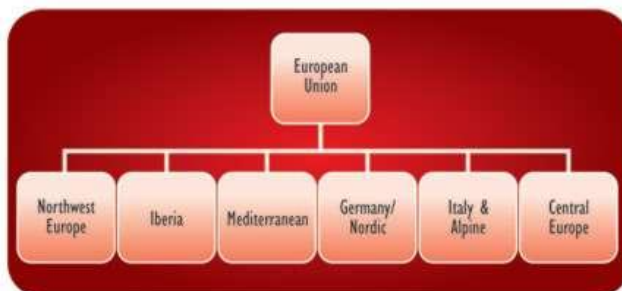 European
Union
Northwest
Europe
Iberia
Mediterranean
Germany/
Nordic
Italy &
Alpine
Central
Europe